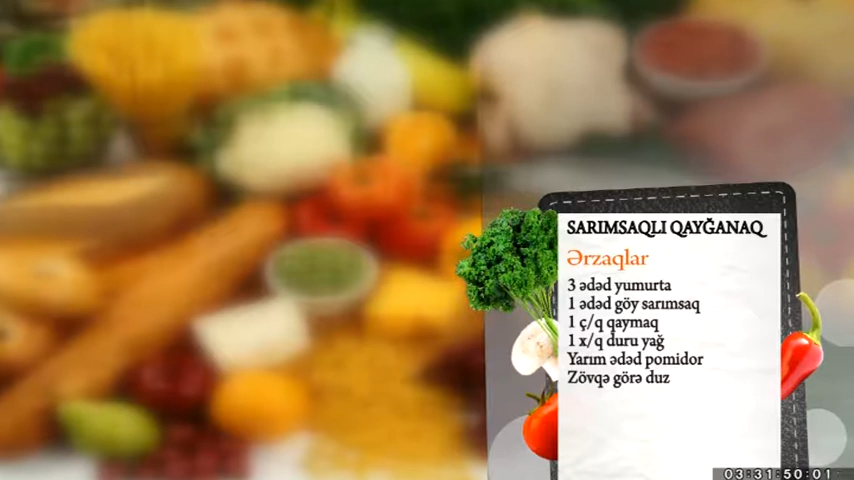 SARIMSAQLI QAYĞANAQ
Ərzaqlar
3 ədəd yumurta
1 ədəd göy sarımsaq
1 ç/q qaymaq
1 x/q duru yağ
Yarım ədəd pomidor
Zövqə görə duz
03:31:50:01